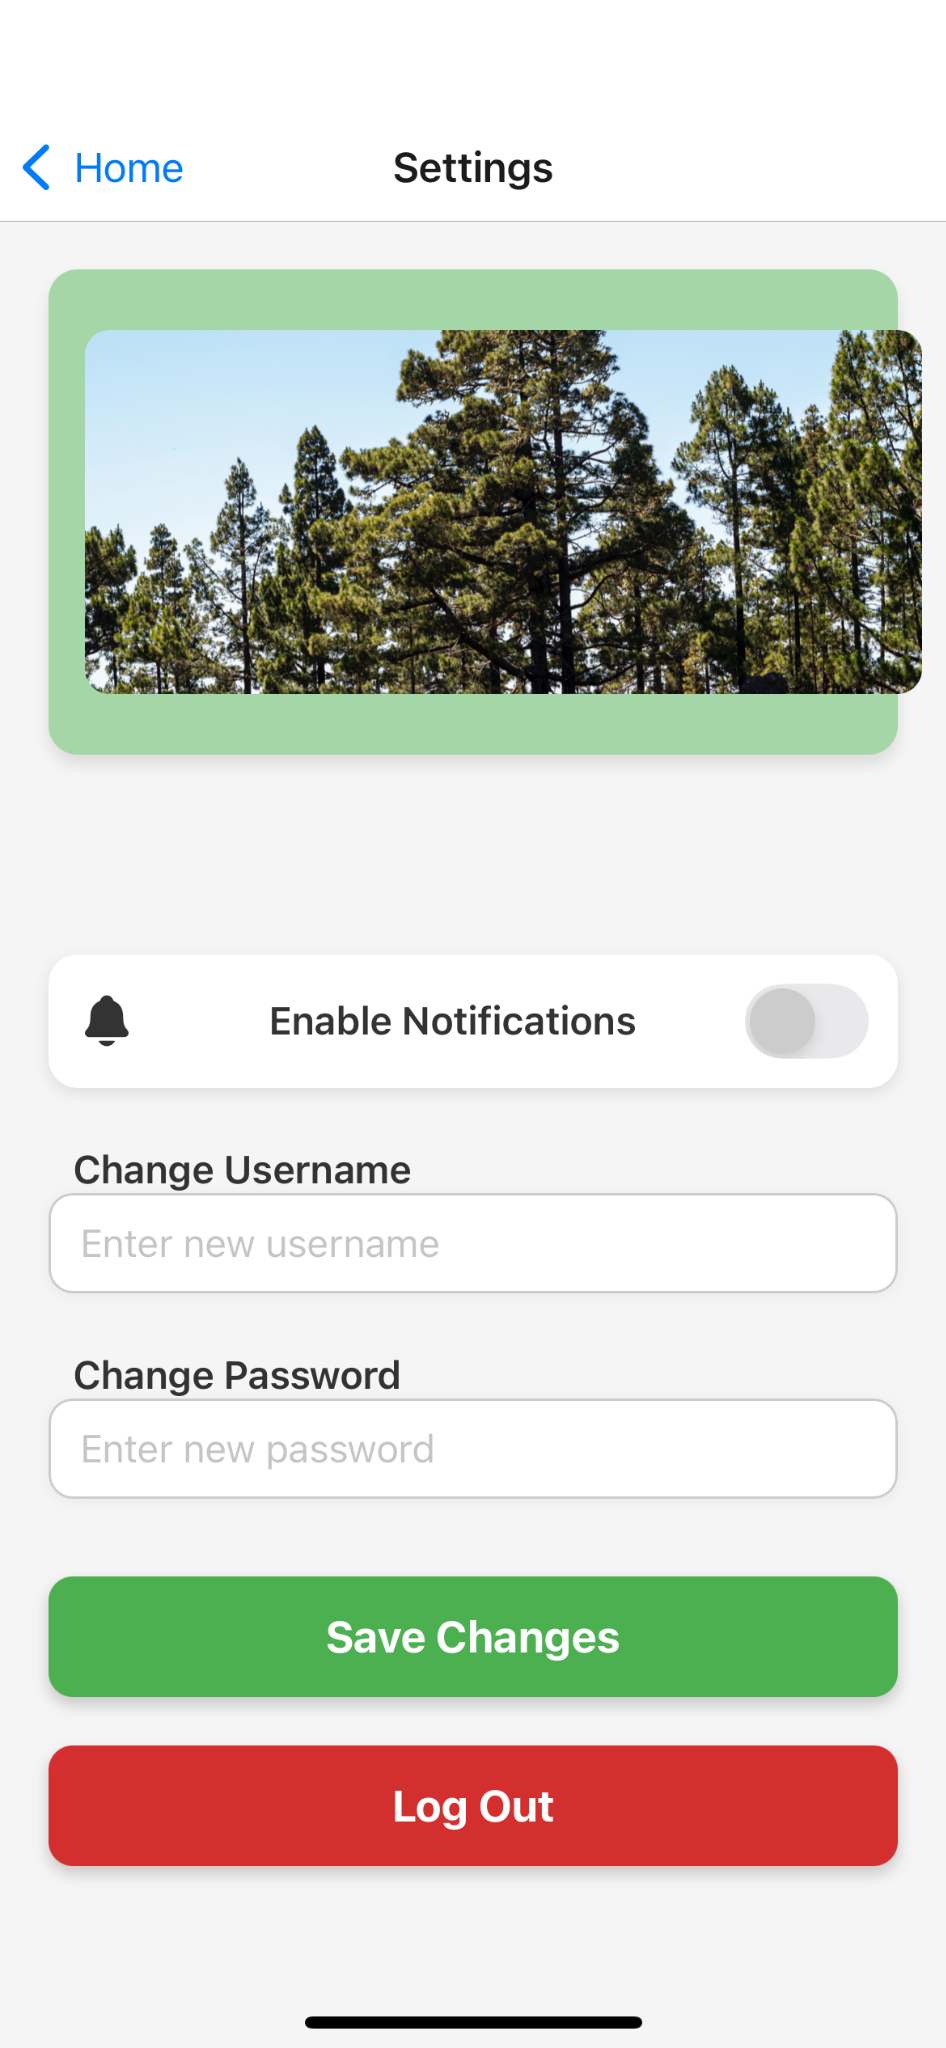 Home
Settings
Enable Notifications
Change Username
Enter new username
Change Password
Enter new password
Save Changes
Log Out